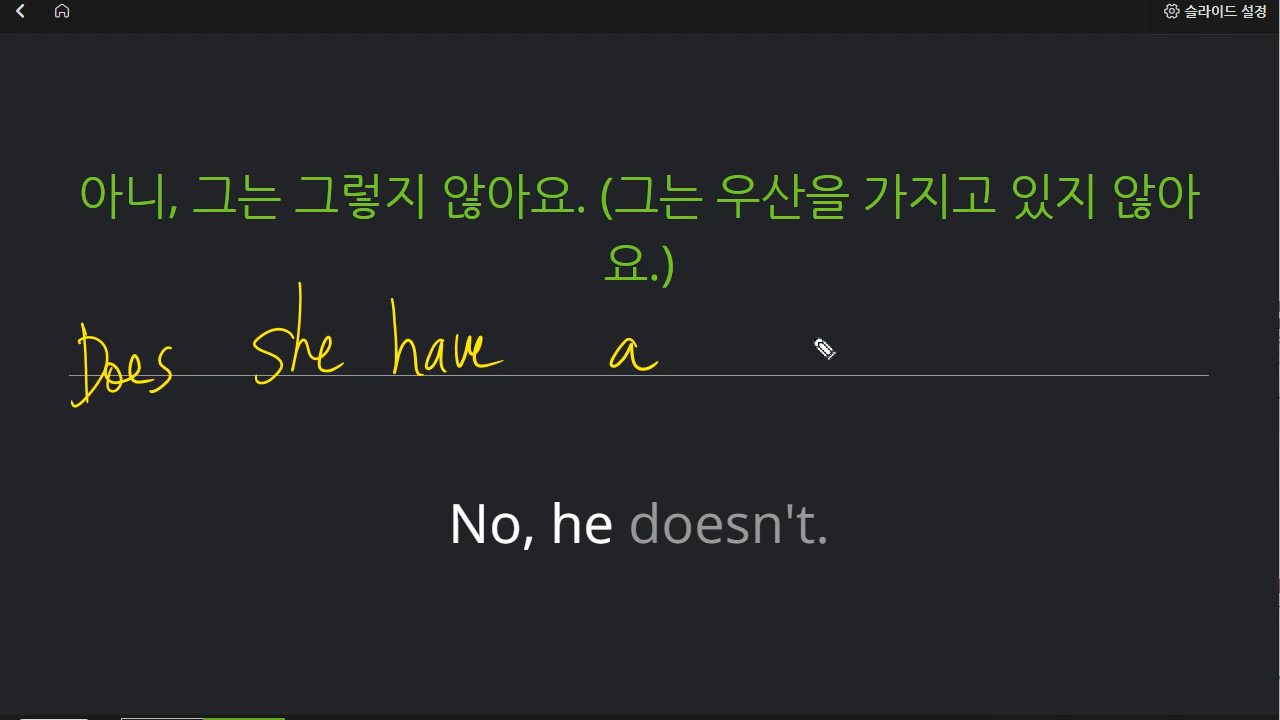 슬라이드 설정
아니, 그는 그렇지 않아요. (그는 우산을 가지고 있지 않아
요.)
Does she have a
No, he doesn't.